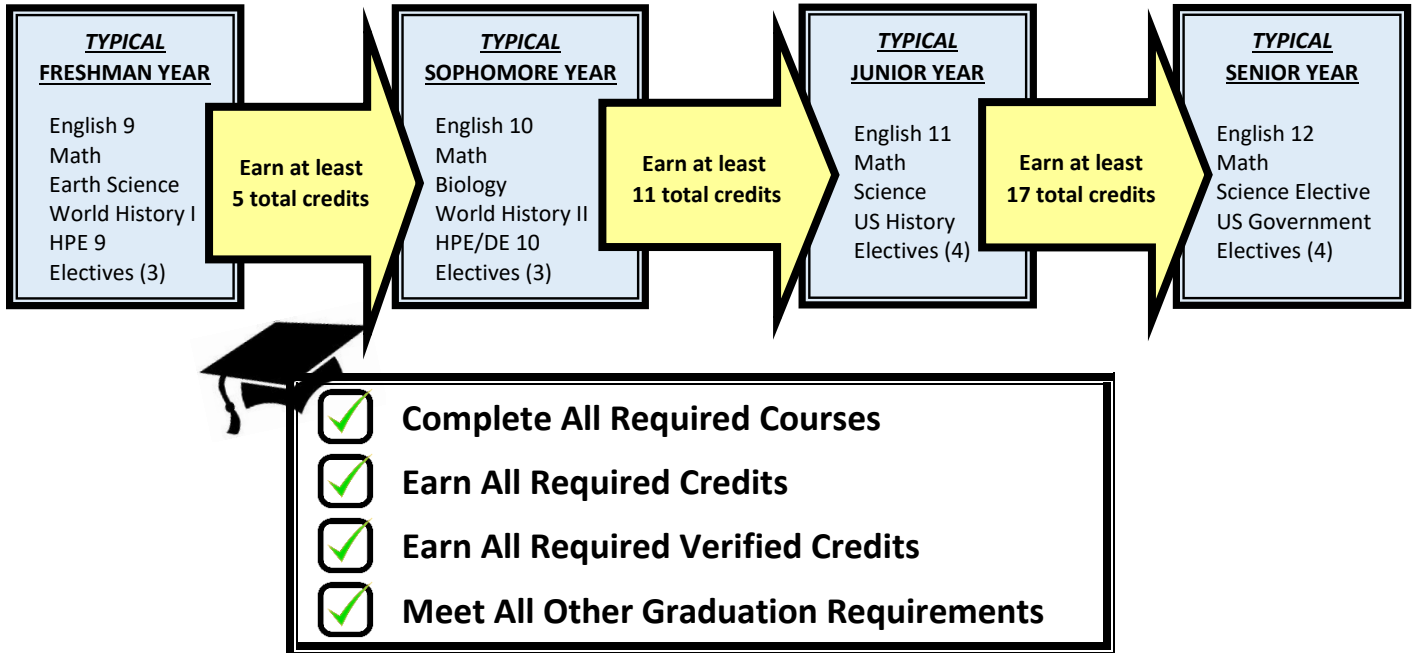 TYPICAL
FRESHMAN YEAR
English 9
Math
Earth Science
World History I
HPE 9
Electives (3)
Earn at least
5 total credits
TYPICAL
SOPHOMORE YEAR
English 10
Math
Biology
World History II
HPE/DE 10
Electives (3)
Earn at least
11 total credits
TYPICAL
JUNIOR YEAR
English 11
Math
Science
US History
Electives (4)
Earn at least
17 total credits
TYPICAL
SENIOR YEAR
English 12
Math
Science Elective
US Government
Electives (4)
Complete All Required Courses
Earn All Required Credits
Earn All Required Verified Credits
Meet All Other Graduation Requirements